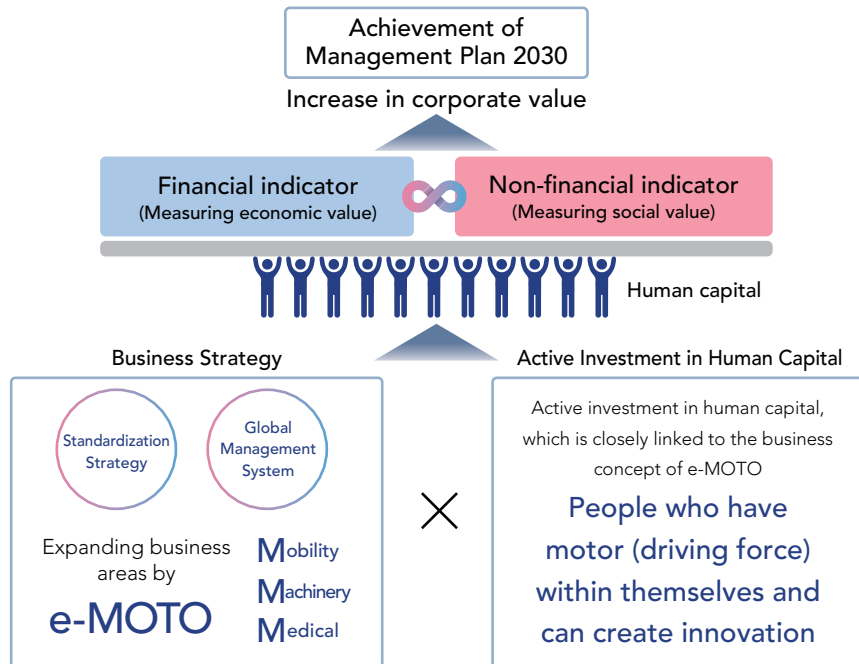 Achievement of
Management Plan 2030
Increase in corporate value
Financial indicator
(Measuring economic value)
Non-financial indicator
(Measuring social value)
Human capital
Business Strategy
Standardization
Strategy
Global
Management
System
Expanding business
areas by
e-MOTO
Mobility
Machinery
Medical
Active Investment in Human Capital
Active investment in human capital,
which is closely linked to the business
concept of e-MOTO
People who have
motor (driving force)
within themselves and
can create innovation